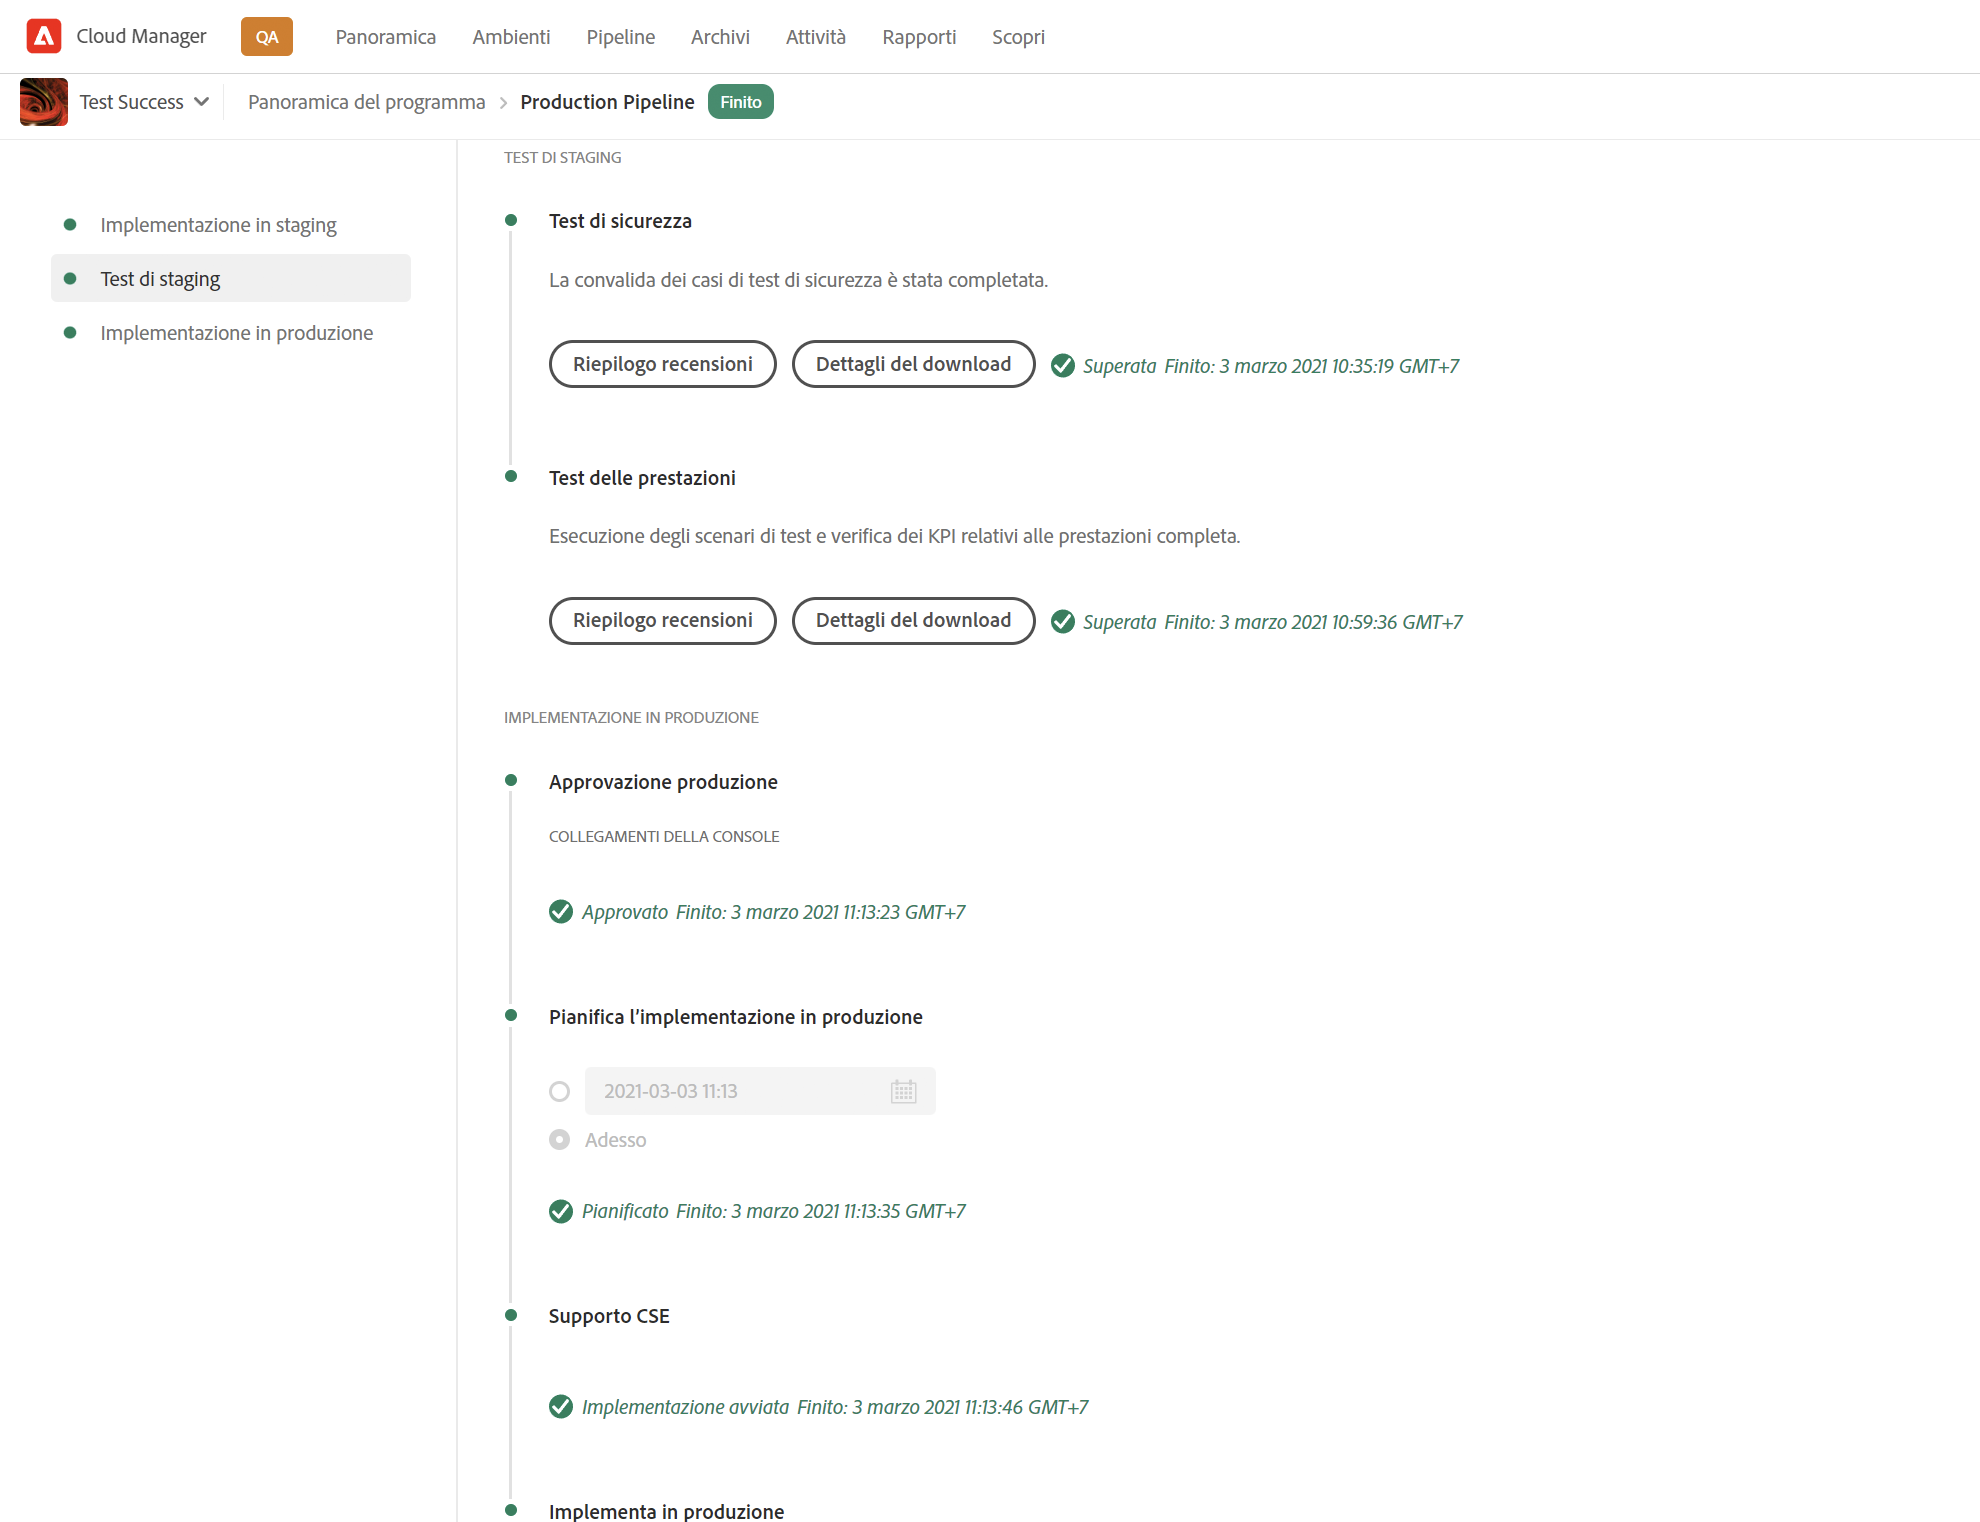 Cloud Manager
QA
Panoramica
Ambienti
Pipeline
Archivi
Attività
Rapporti
Scopri
Test Success
Panoramica del programma
Production Pipeline
Finito
Implementazione in staging
Test di staging
Implementazione in produzione
TEST DI STAGING
Test di sicurezza
La convalida dei casi di test di sicurezza è stata completata.
Riepilogo recensioni
Dettagli del download
Superata Finito: 3 marzo 2021 10:35:19 GMT+7
Test delle prestazioni
Esecuzione degli scenari di test e verifica dei KPI relativi alle prestazioni completa.
Riepilogo recensioni
Dettagli del download
Superata Finito: 3 marzo 2021 10:59:36 GMT+7
IMPLEMENTAZIONE IN PRODUZIONE
Approvazione produzione
COLLEGAMENTI DELLA CONSOLE
Approvato Finito: 3 marzo 2021 11:13:23 GMT+7
Pianifica l’implementazione in produzione
2021-03-03 11:13
Adesso
Pianificato Finito: 3 marzo 2021 11:13:35 GMT+7
Supporto CSE
Implementazione avviata Finito: 3 marzo 2021 11:13:46 GMT+7
Implementa in produzione